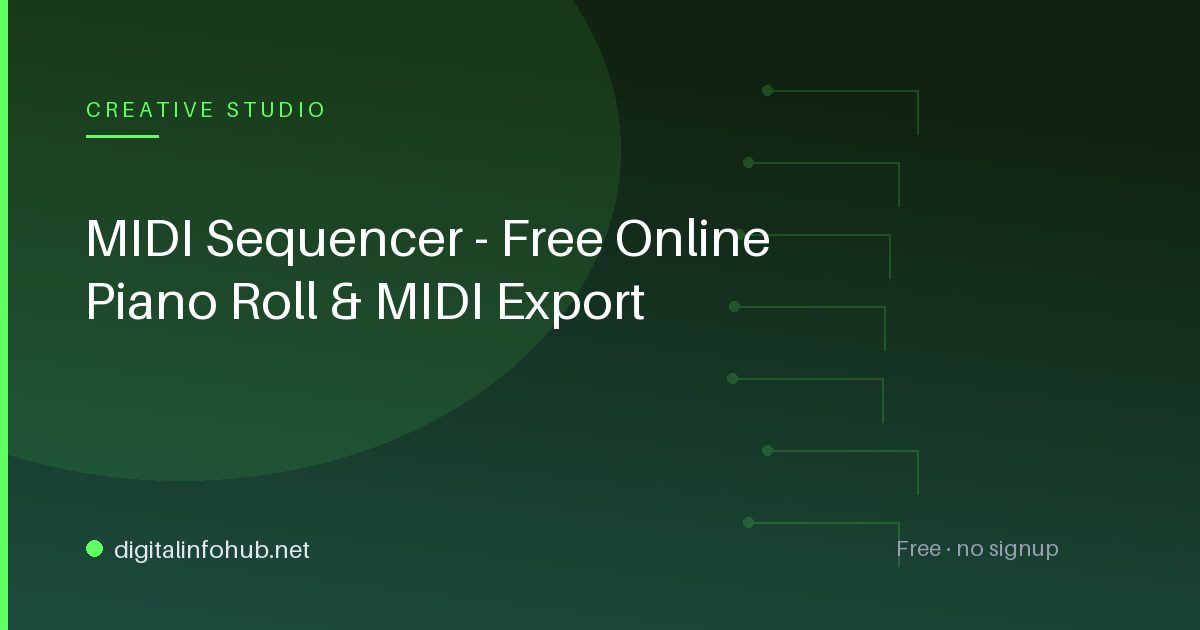 CREATIVE STUDIO
MIDI Sequencer - Free Online
Piano Roll & MIDI Export
digitalinfohub.net
Free · no signup